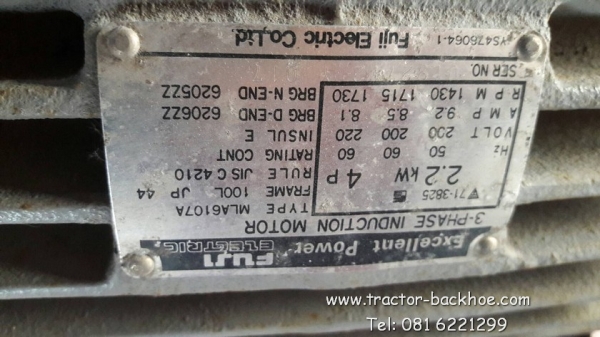 FUJI
ELECTRIC
Excellent Power
3-PHASE INDUCTION MOTOR
TYPE MLA6107A
FRAME 100L JP 44
RULE JIS C 4210
RATING CONT
INSUL E
BRG D-END 6206ZZ
BRG N-END 6205ZZ
71-3825
2.2 kW 4 P
Hz 50 60 60
VOLT 200 200 220
AMP 9.2 8.5 8.1
RPM 1430 1715 1730
SER NO.
Fuji Electric Co., Ltd.
YS476064-1
www.tractor-backhoe.com
Tel: 081 6221299